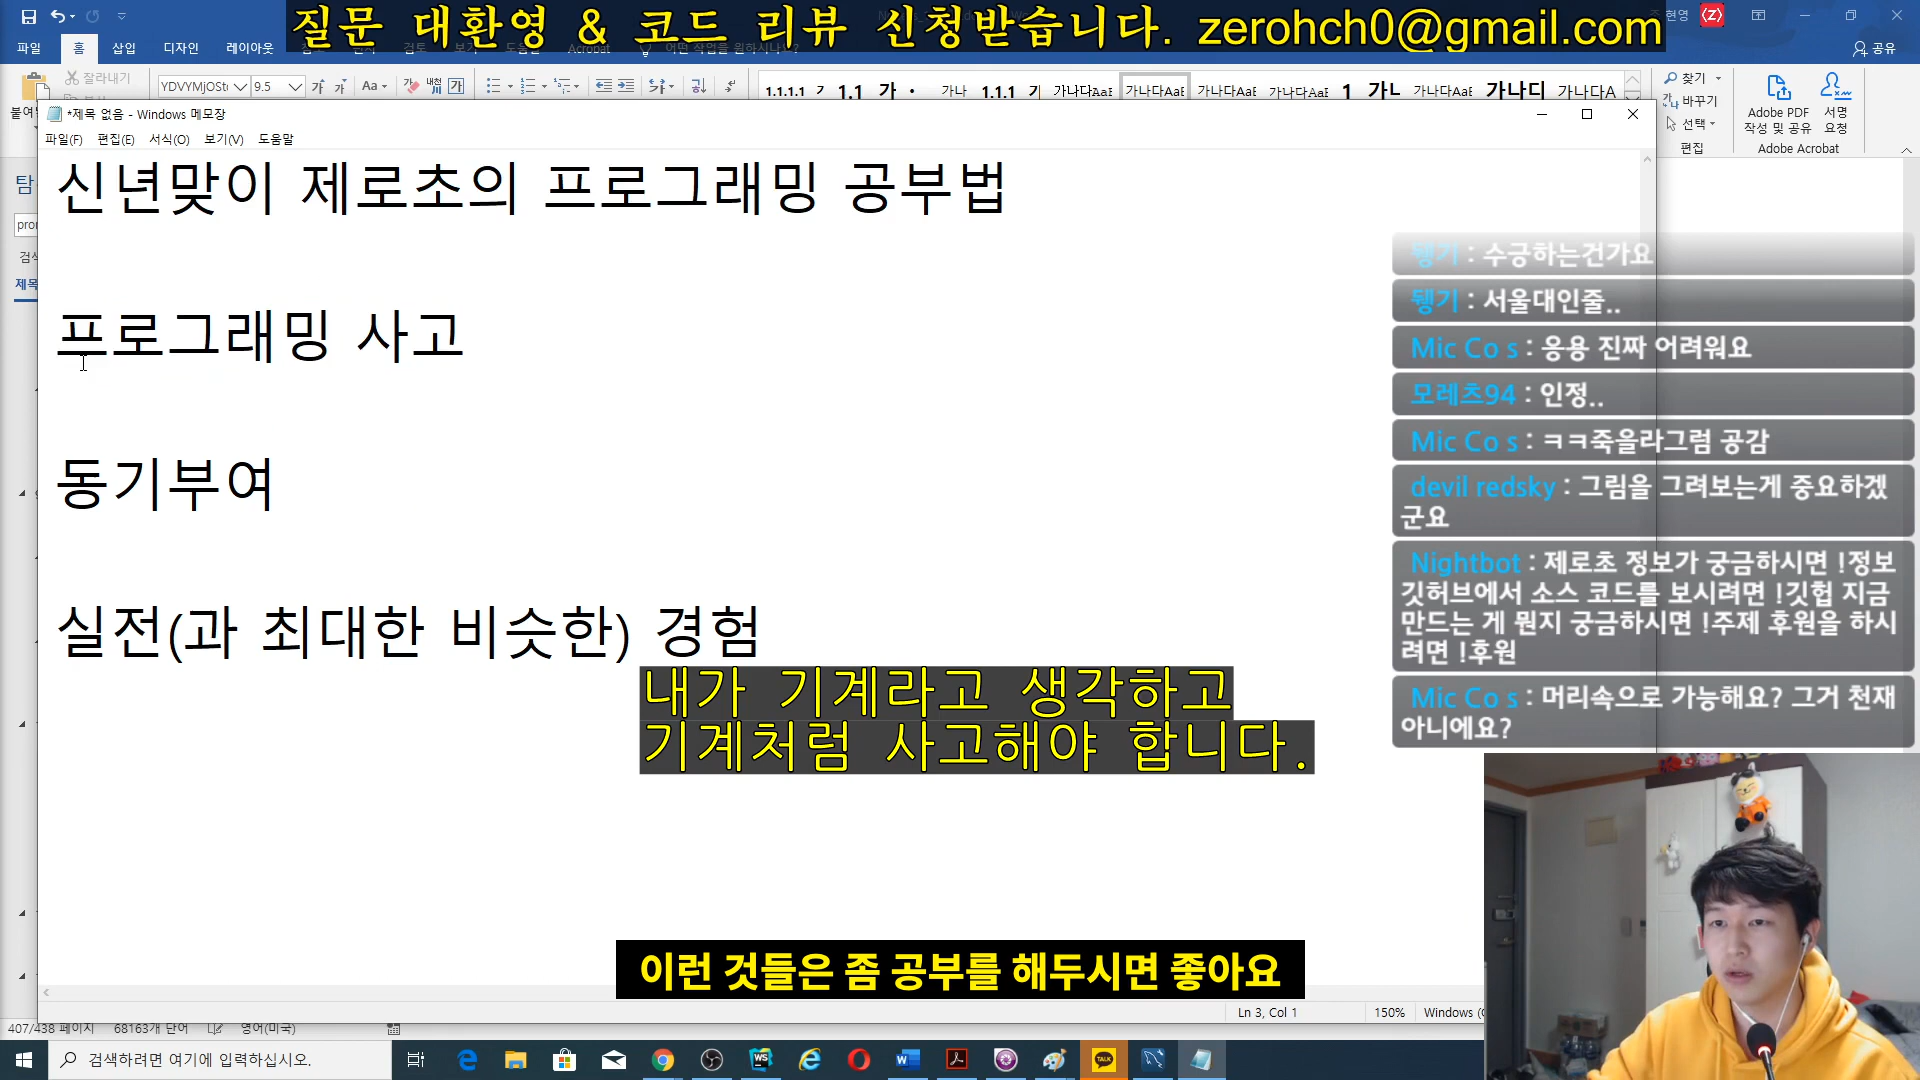 질문 대환영 & 코드 리뷰 신청받습니다. zerohch0@gmail.com
파일 홈 삽입 디자인 레이아웃
공유
잘라내기
YDVYMjOSt 9.5
찾기
바꾸기
선택
편집
Adobe PDF
작성 및 공유
서명
요청
Adobe Acrobat
*제목 없음 - Windows 메모장
파일(F) 편집(E) 서식(O) 보기(V) 도움말
신년맞이 제로초의 프로그래밍 공부법
프로그래밍 사고
동기부여
실전(과 최대한 비슷한) 경험
내가 기계라고 생각하고
기계처럼 사고해야 합니다.
이런 것들은 좀 공부를 해두시면 좋아요
뗑기 : 수긍하는건가요
뗑기 : 서울대인줄..
Mic Co s : 응용 진짜 어려워요
모레츠94 : 인정..
Mic Co s : ㅋㅋ죽을라그럼 공감
devil redsky : 그림을 그려보는게 중요하겠
군요
Nightbot : 제로초 정보가 궁금하시면 !정보
깃허브에서 소스 코드를 보시려면 !깃헙 지금
만드는 게 뭔지 궁금하시면 !주제 후원을 하시
려면 !후원
Mic Co s : 머리속으로 가능해요? 그거 천재
아니에요?
Ln 3, Col 1 150%
407/438 페이지 68163개 단어 영어(미국)
검색하려면 여기에 입력하십시오.